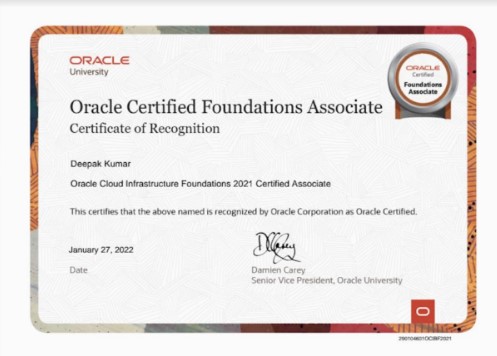 ORACLE
University
ORACLE
Certified
Foundations
Associate
Oracle Certified Foundations Associate
Certificate of Recognition
Deepak Kumar
Oracle Cloud Infrastructure Foundations 2021 Certified Associate
This certifies that the above named is recognized by Oracle Corporation as Oracle Certified.
January 27, 2022
Date
Damien Carey
Senior Vice President, Oracle University